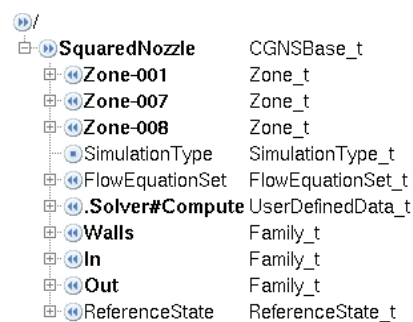 /
SquaredNozzle CGNSBase_t
Zone-001 Zone_t
Zone-007 Zone_t
Zone-008 Zone_t
SimulationType SimulationType_t
FlowEquationSet FlowEquationSet_t
.Solver#Compute UserDefinedData_t
Walls Family_t
In Family_t
Out Family_t
ReferenceState ReferenceState_t